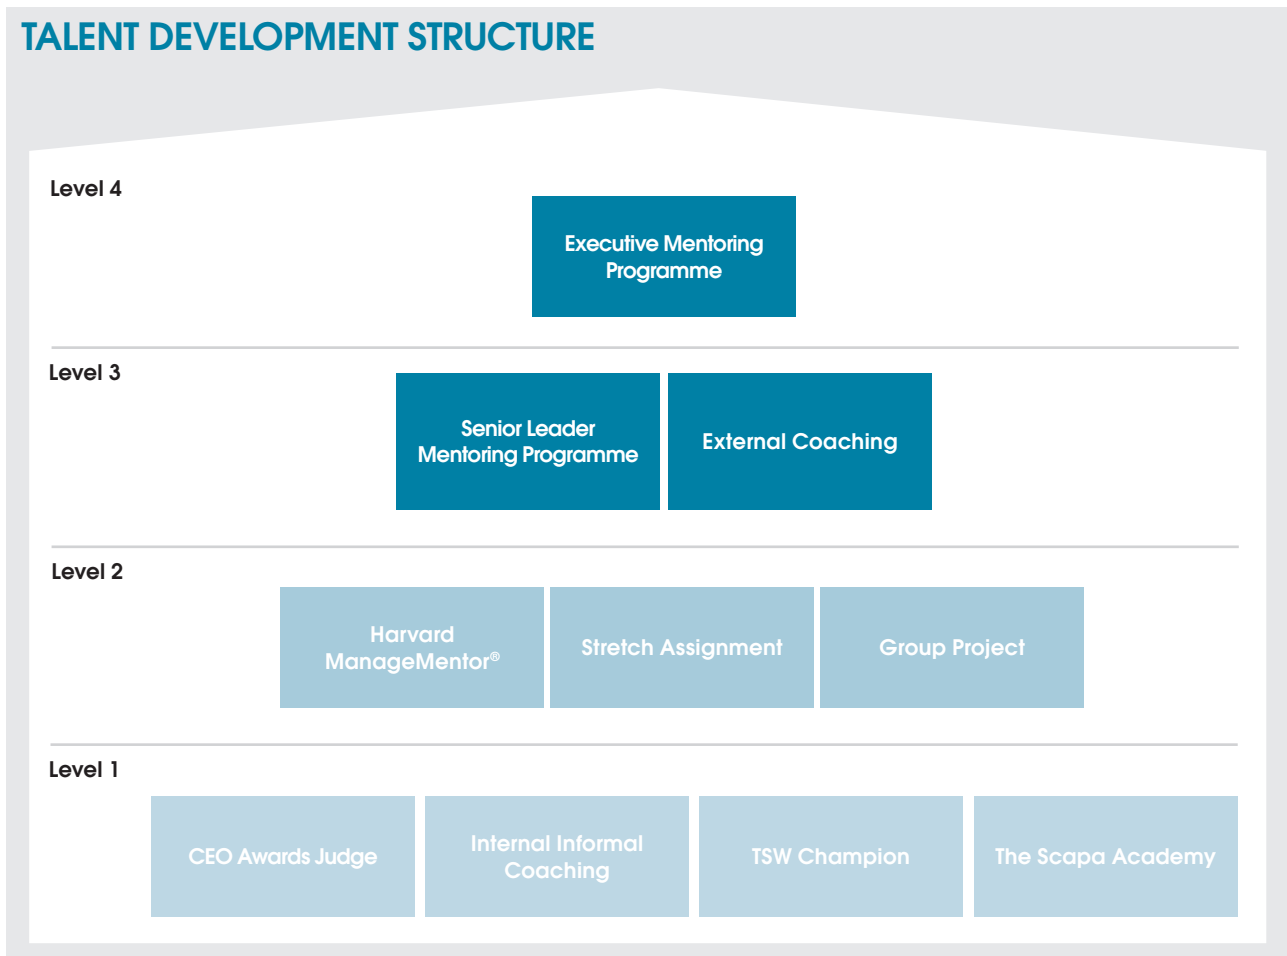 TALENT DEVELOPMENT STRUCTURE
Level 4
Executive Mentoring
Programme
Level 3
Senior Leader
Mentoring Programme
External Coaching
Level 2
Harvard
ManageMentor®
Stretch Assignment
Group Project
Level 1
CEO Awards Judge
Internal Informal
Coaching
TSW Champion
The Scapa Academy